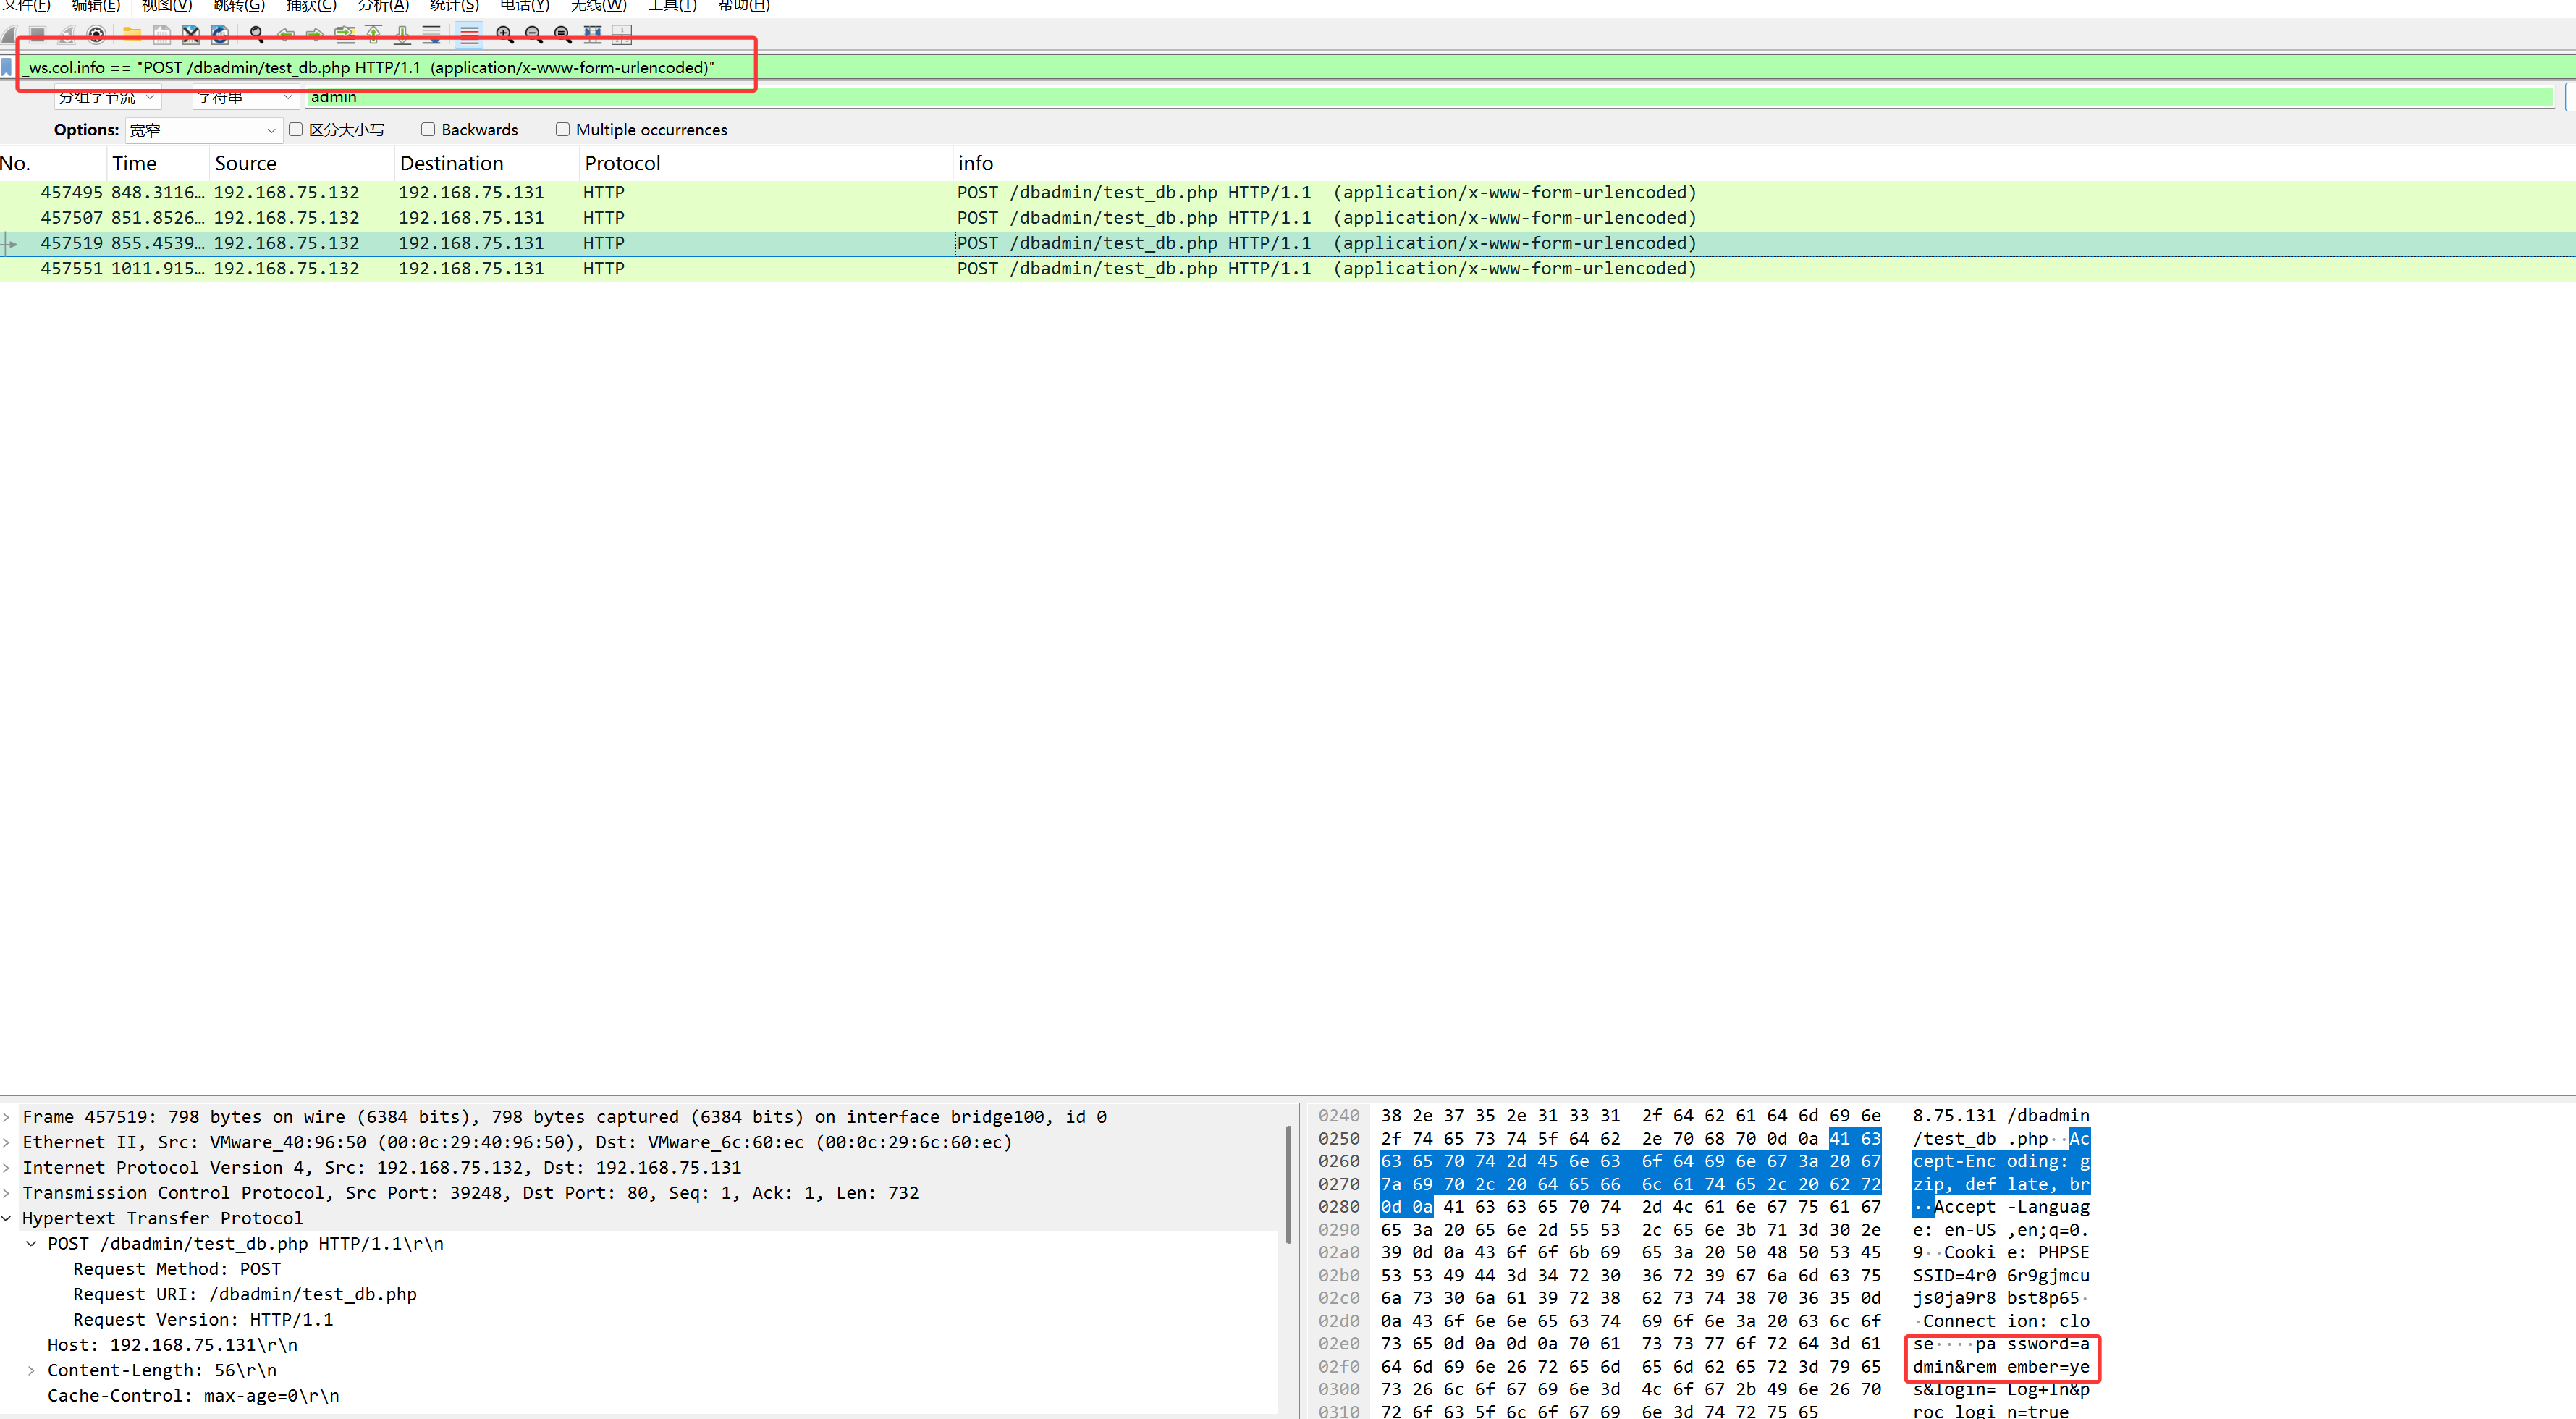 文件(F) 编辑(E) 视图(V) 跳转(G) 捕获(C) 分析(A) 统计(S) 电话(Y) 无线(W) 工具(T) 帮助(H)
_ws.col.info == "POST /dbadmin/test_db.php HTTP/1.1  (application/x-www-form-urlencoded)"
分组字节流 字符串 admin
Options: 宽窄 区分大小写 Backwards Multiple occurrences
No. Time Source Destination Protocol info
457495 848.3116… 192.168.75.132 192.168.75.131 HTTP POST /dbadmin/test_db.php HTTP/1.1  (application/x-www-form-urlencoded)
457507 851.8526… 192.168.75.132 192.168.75.131 HTTP POST /dbadmin/test_db.php HTTP/1.1  (application/x-www-form-urlencoded)
457519 855.4539… 192.168.75.132 192.168.75.131 HTTP POST /dbadmin/test_db.php HTTP/1.1  (application/x-www-form-urlencoded)
457551 1011.915… 192.168.75.132 192.168.75.131 HTTP POST /dbadmin/test_db.php HTTP/1.1  (application/x-www-form-urlencoded)
Frame 457519: 798 bytes on wire (6384 bits), 798 bytes captured (6384 bits) on interface bridge100, id 0
Ethernet II, Src: VMware_40:96:50 (00:0c:29:40:96:50), Dst: VMware_6c:60:ec (00:0c:29:6c:60:ec)
Internet Protocol Version 4, Src: 192.168.75.132, Dst: 192.168.75.131
Transmission Control Protocol, Src Port: 39248, Dst Port: 80, Seq: 1, Ack: 1, Len: 732
Hypertext Transfer Protocol
POST /dbadmin/test_db.php HTTP/1.1\r\n
Request Method: POST
Request URI: /dbadmin/test_db.php
Request Version: HTTP/1.1
Host: 192.168.75.131\r\n
Content-Length: 56\r\n
Cache-Control: max-age=0\r\n
0240 38 2e 37 35 2e 31 33 31 2f 64 62 61 64 6d 69 6e 8.75.131 /dbadmin
0250 2f 74 65 73 74 5f 64 62 2e 70 68 70 0d 0a 41 63 /test_db .php··Ac
0260 63 65 70 74 2d 45 6e 63 6f 64 69 6e 67 3a 20 67 cept-Enc oding: g
0270 7a 69 70 2c 20 64 65 66 6c 61 74 65 2c 20 62 72 zip, def late, br
0280 0d 0a 41 63 63 65 70 74 2d 4c 61 6e 67 75 61 67 ··Accept -Languag
0290 65 3a 20 65 6e 2d 55 53 2c 65 6e 3b 71 3d 30 2e e: en-US ,en;q=0.
02a0 39 0d 0a 43 6f 6f 6b 69 65 3a 20 50 48 50 53 45 9··Cooki e: PHPSE
02b0 53 53 49 44 3d 34 72 30 36 72 39 67 6a 6d 63 75 SSID=4r0 6r9gjmcu
02c0 6a 73 30 6a 61 39 72 38 62 73 74 38 70 36 35 0d js0ja9r8 bst8p65·
02d0 0a 43 6f 6e 6e 65 63 74 69 6f 6e 3a 20 63 6c 6f ·Connect ion: clo
02e0 73 65 0d 0a 0d 0a 70 61 73 73 77 6f 72 64 3d 61 se····pa ssword=a
02f0 64 6d 69 6e 26 72 65 6d 65 6d 62 65 72 3d 79 65 dmin&rem ember=ye
0300 73 26 6c 6f 67 69 6e 3d 4c 6f 67 2b 49 6e 26 70 s&login= Log+In&p
0310 72 6f 63 5f 6c 6f 67 69 6e 3d 74 72 75 65 roc_logi n=true